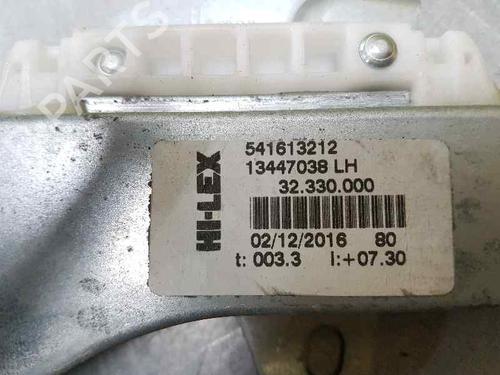 PARTS
HI-LEX
541613212
13447038 LH
32.330.000
02/12/2016 80
t: 003.3 i:+07.30